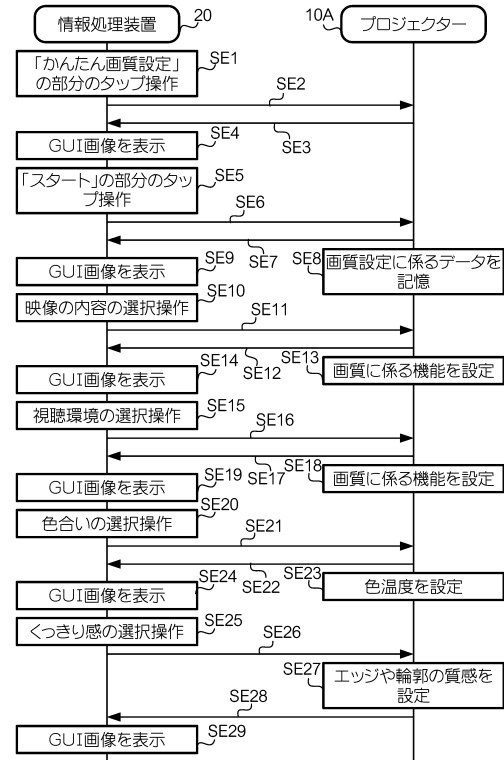 情報処理装置
20
10A
プロジェクター
「かんたん画質設定」
の部分のタップ操作
SE1
SE2
SE3
GUI画像を表示
SE4
「スタート」の部分のタッ
プ操作
SE5
SE6
SE7
SE8
画質設定に係るデータを
記憶
GUI画像を表示
SE9
映像の内容の選択操作
SE10
SE11
SE12
SE13
画質に係る機能を設定
GUI画像を表示
SE14
視聴環境の選択操作
SE15
SE16
SE17
SE18
画質に係る機能を設定
GUI画像を表示
SE19
色合いの選択操作
SE20
SE21
SE22
SE23
色温度を設定
GUI画像を表示
SE24
くっきり感の選択操作
SE25
SE26
SE27
エッジや輪郭の質感を
設定
SE28
GUI画像を表示
SE29